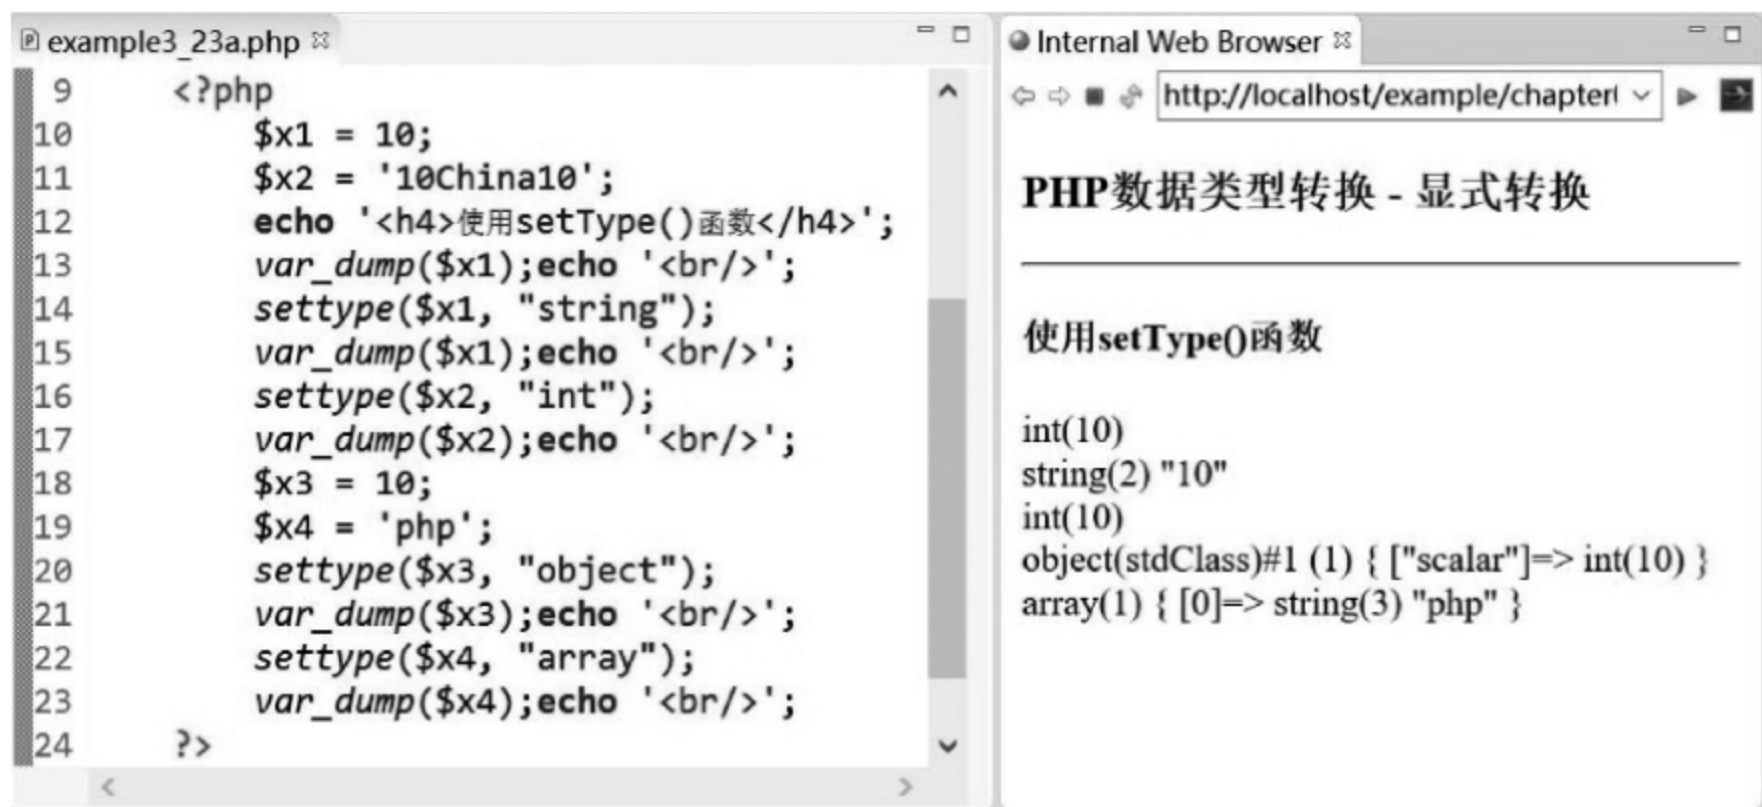 example3_23a.php
9 <?php
10 $x1 = 10;
11 $x2 = '10China10';
12 echo '<h4>使用setType()函数</h4>';
13 var_dump($x1);echo '<br/>';
14 settype($x1, "string");
15 var_dump($x1);echo '<br/>';
16 settype($x2, "int");
17 var_dump($x2);echo '<br/>';
18 $x3 = 10;
19 $x4 = 'php';
20 settype($x3, "object");
21 var_dump($x3);echo '<br/>';
22 settype($x4, "array");
23 var_dump($x4);echo '<br/>';
24 ?>
Internal Web Browser
http://localhost/example/chapter
PHP数据类型转换 - 显式转换
使用setType()函数
int(10)
string(2) "10"
int(10)
object(stdClass)#1 (1) { ["scalar"]=> int(10) }
array(1) { [0]=> string(3) "php" }